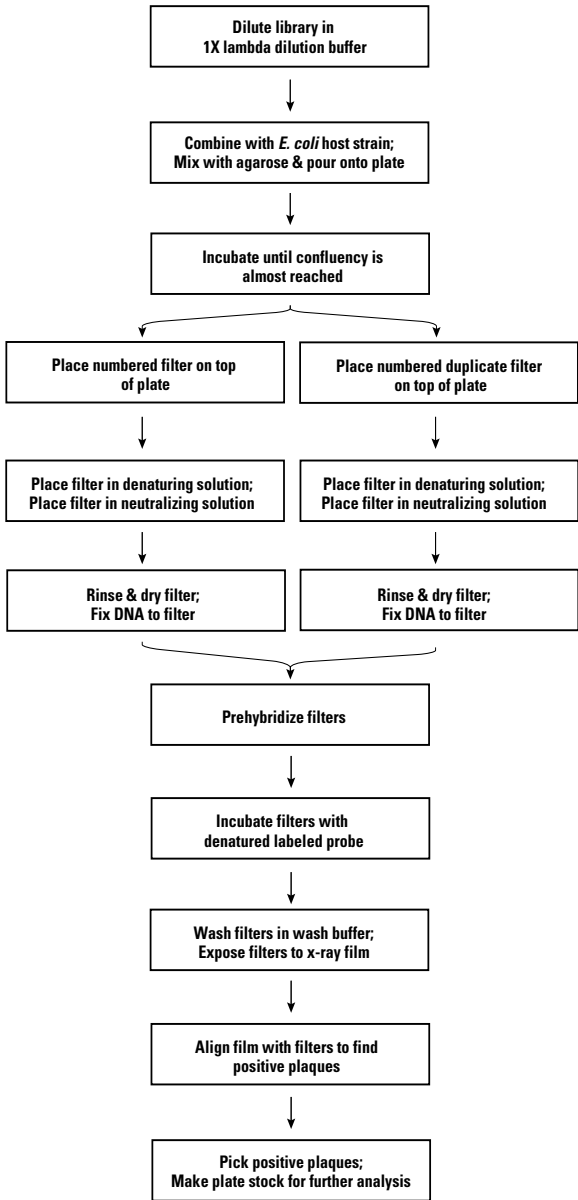 Dilute library in
1X lambda dilution buffer
Combine with E. coli host strain;
Mix with agarose & pour onto plate
Incubate until confluency is
almost reached
Place numbered filter on top
of plate
Place numbered duplicate filter
on top of plate
Place filter in denaturing solution;
Place filter in neutralizing solution
Place filter in denaturing solution;
Place filter in neutralizing solution
Rinse & dry filter;
Fix DNA to filter
Rinse & dry filter;
Fix DNA to filter
Prehybridize filters
Incubate filters with
denatured labeled probe
Wash filters in wash buffer;
Expose filters to x-ray film
Align film with filters to find
positive plaques
Pick positive plaques;
Make plate stock for further analysis